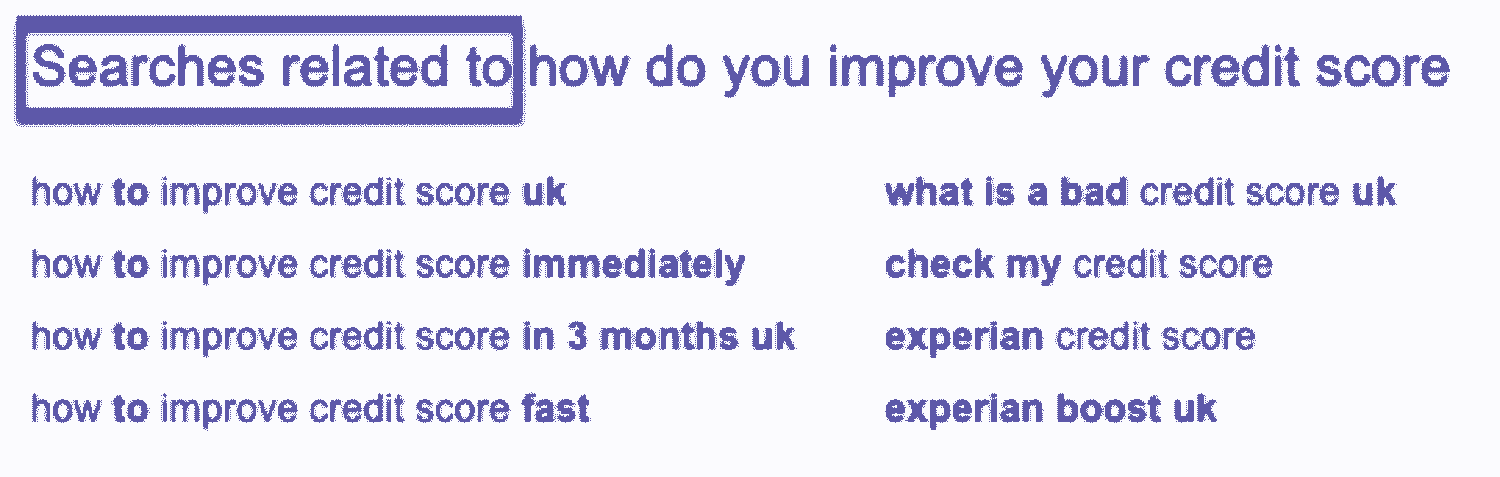 Searches related to how do you improve your credit score
how to improve credit score uk
how to improve credit score immediately
how to improve credit score in 3 months uk
how to improve credit score fast
what is a bad credit score uk
check my credit score
experian credit score
experian boost uk